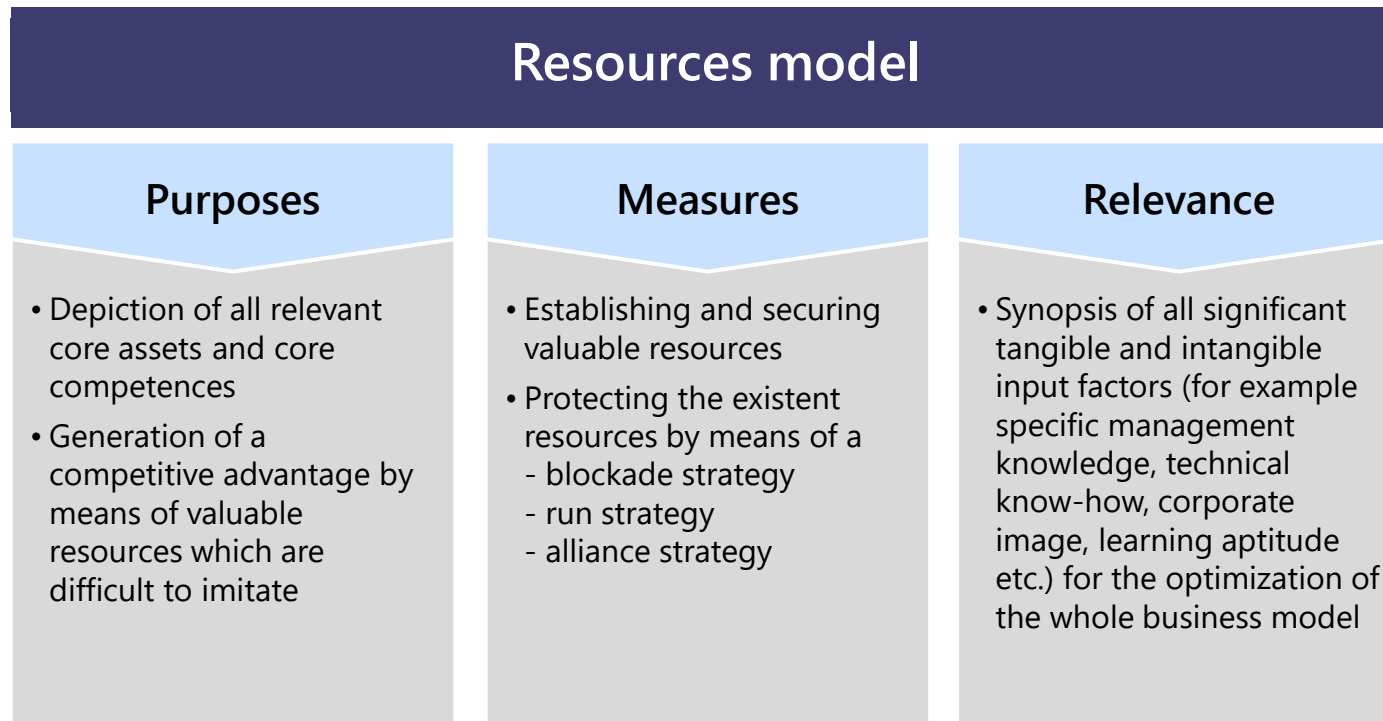 Resources model
Purposes
• Depiction of all relevant
core assets and core
competences
• Generation of a
competitive advantage by
means of valuable
resources which are
difficult to imitate
Measures
• Establishing and securing
valuable resources
• Protecting the existent
resources by means of a
- blockade strategy
- run strategy
- alliance strategy
Relevance
• Synopsis of all significant
tangible and intangible
input factors (for example
specific management
knowledge, technical
know-how, corporate
image, learning aptitude
etc.) for the optimization of
the whole business model